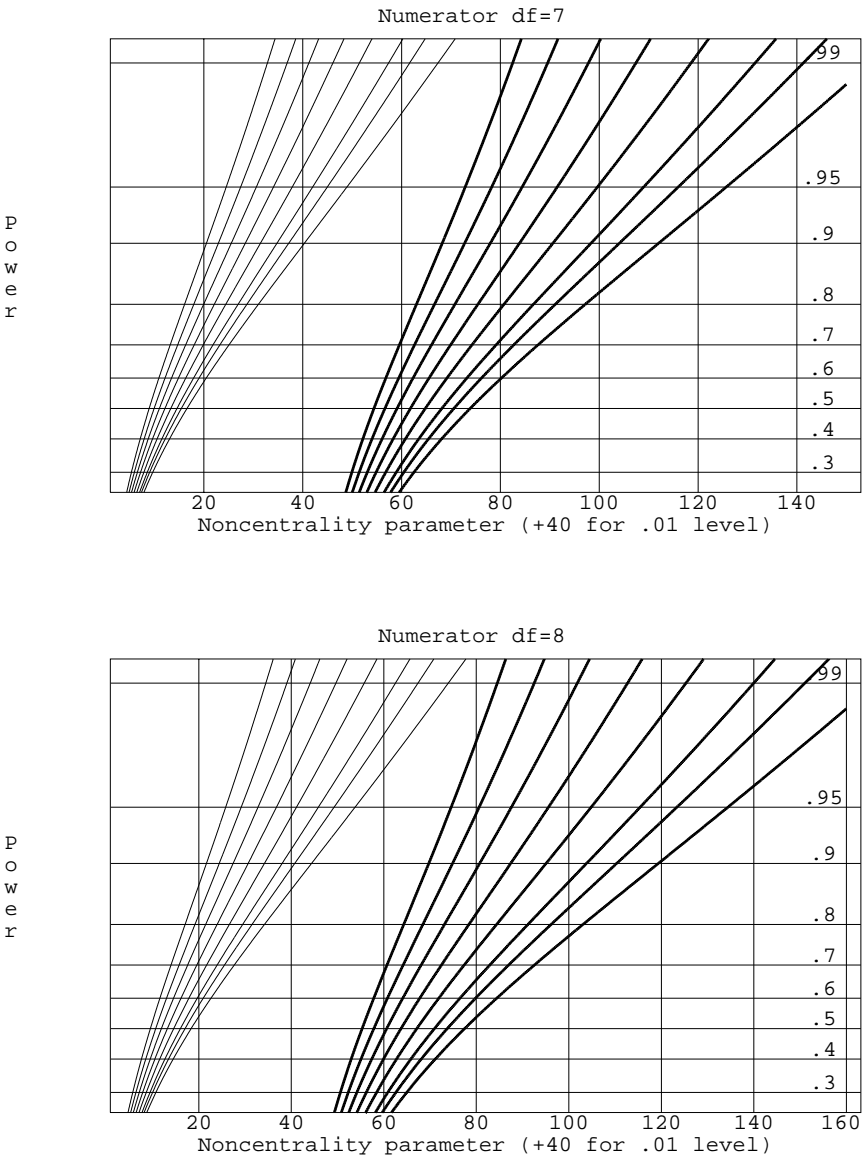 Numerator df=7
.99
.95
.9
.8
.7
.6
.5
.4
.3
P
o
w
e
r
20 40 60 80 100 120 140
Noncentrality parameter (+40 for .01 level)
Numerator df=8
.99
.95
.9
.8
.7
.6
.5
.4
.3
P
o
w
e
r
20 40 60 80 100 120 140 160
Noncentrality parameter (+40 for .01 level)